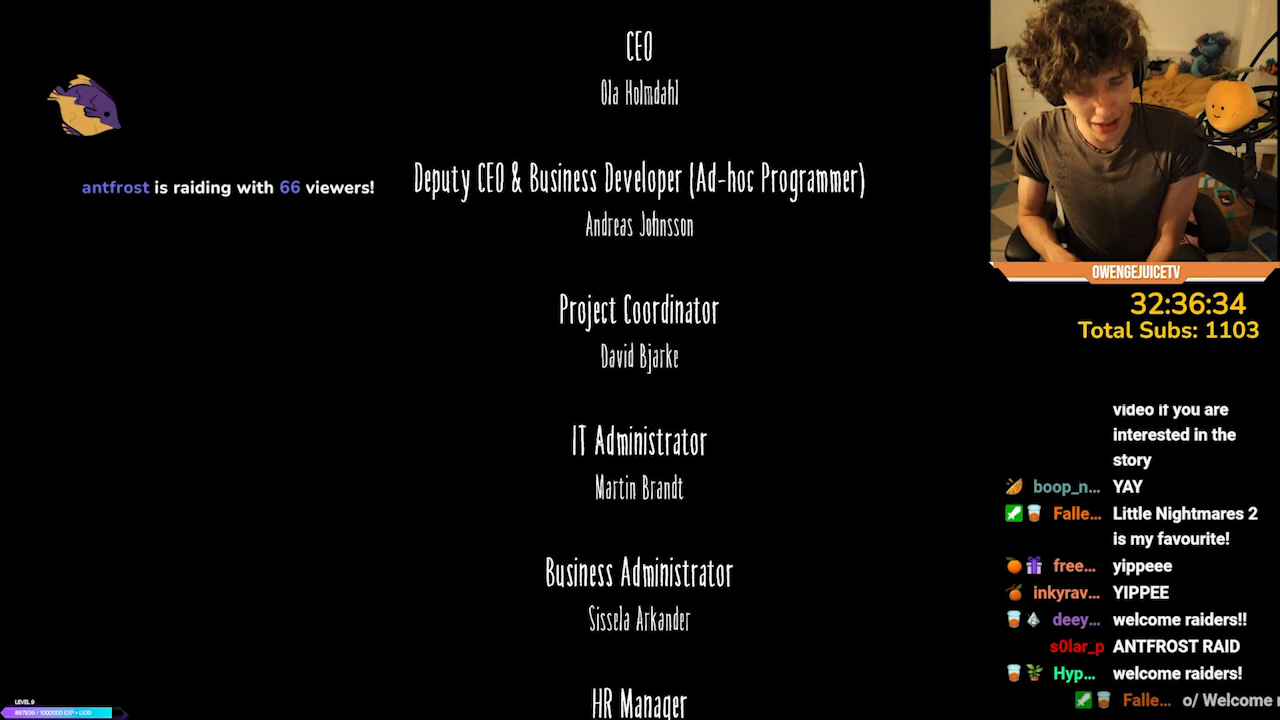 CEO
Ola Holmdahl
antfrost is raiding with 66 viewers!
Deputy CEO & Business Developer (Ad-hoc Programmer)
Andreas Johnsson
Project Coordinator
David Bjarke
IT Administrator
Martin Brandt
Business Administrator
Sissela Arkander
HR Manager
OWENGEJUICETV
32:36:34
Total Subs: 1103
video if you are
interested in the
story
boop_n... YAY
Falle... Little Nightmares 2
is my favourite!
free... yippeee
inkyrav... YIPPEE
deey... welcome raiders!!
s0lar_p ANTFROST RAID
Hyp... welcome raiders!
Falle... o/ Welcome
LEVEL 9